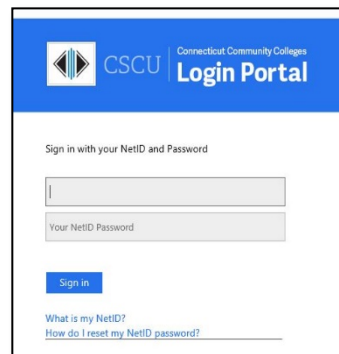 CSCU
Connecticut Community Colleges
Login Portal
Sign in with your NetID and Password
Your NetID Password
Sign in
What is my NetID?
How do I reset my NetID password?